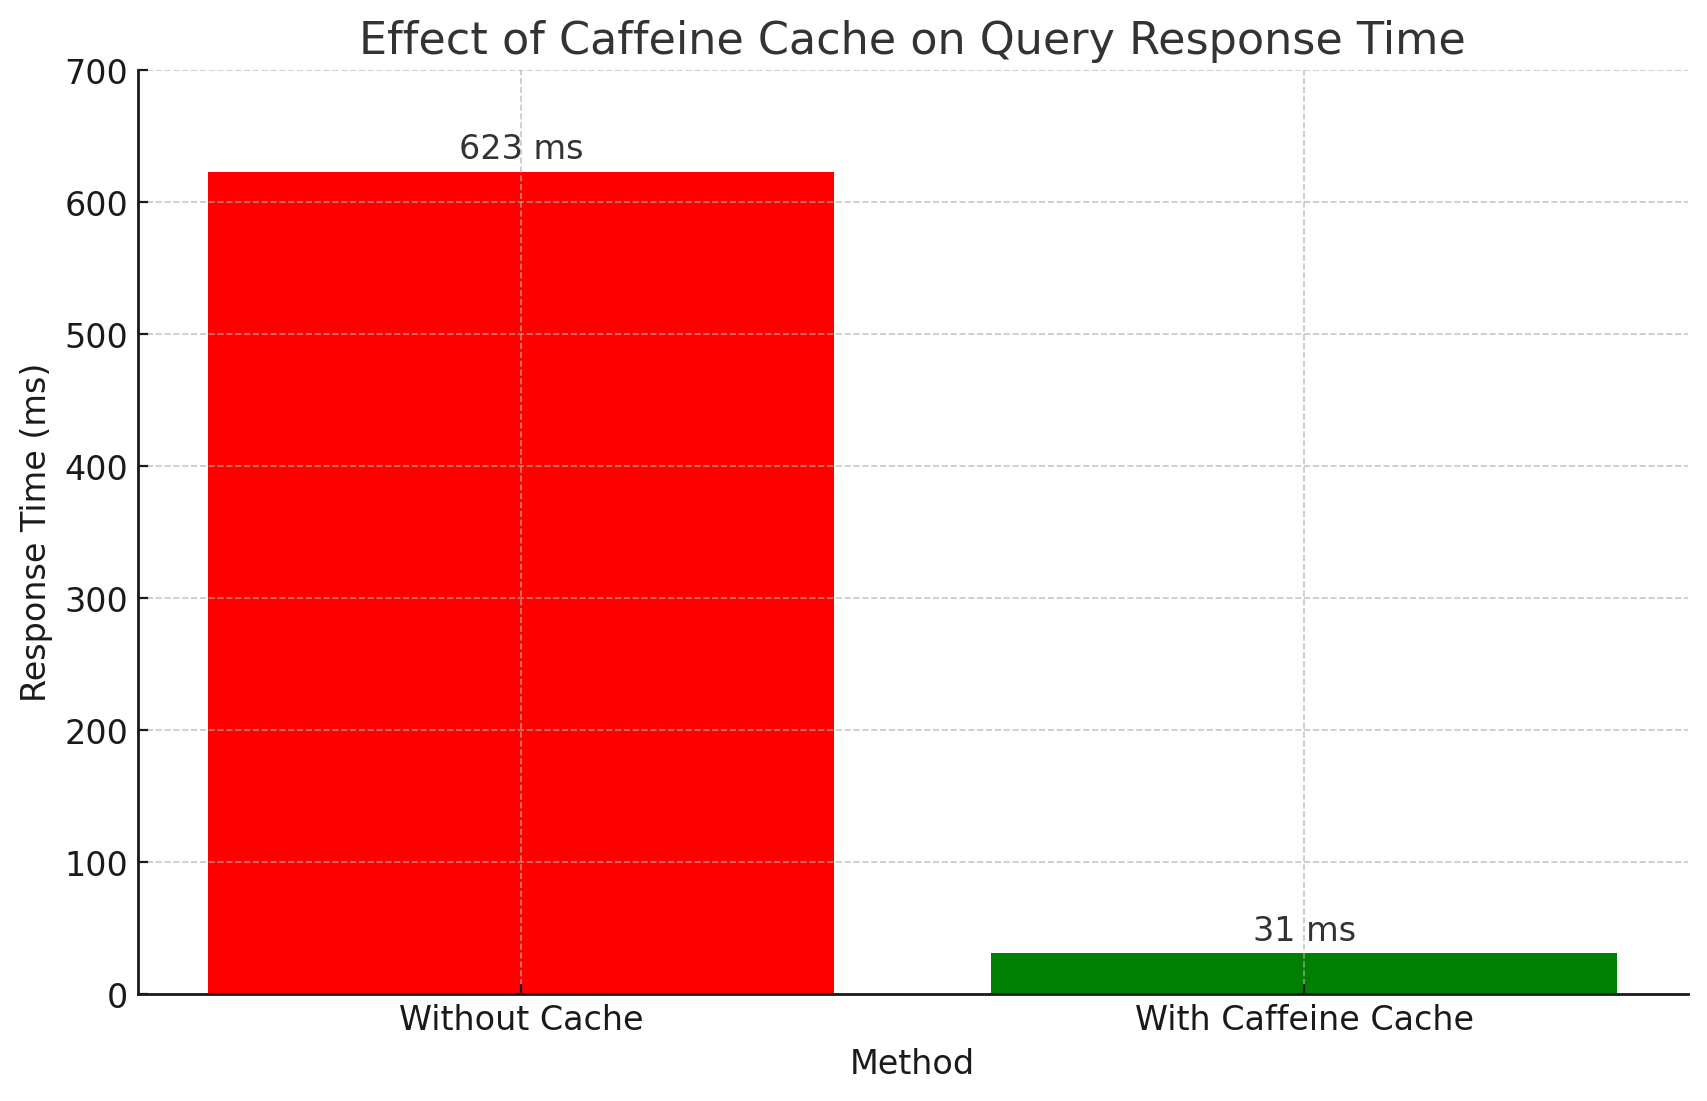 Effect of Caffeine Cache on Query Response Time
Response Time (ms)
700
600
500
400
300
200
100
0
623 ms
31 ms
Without Cache
With Caffeine Cache
Method